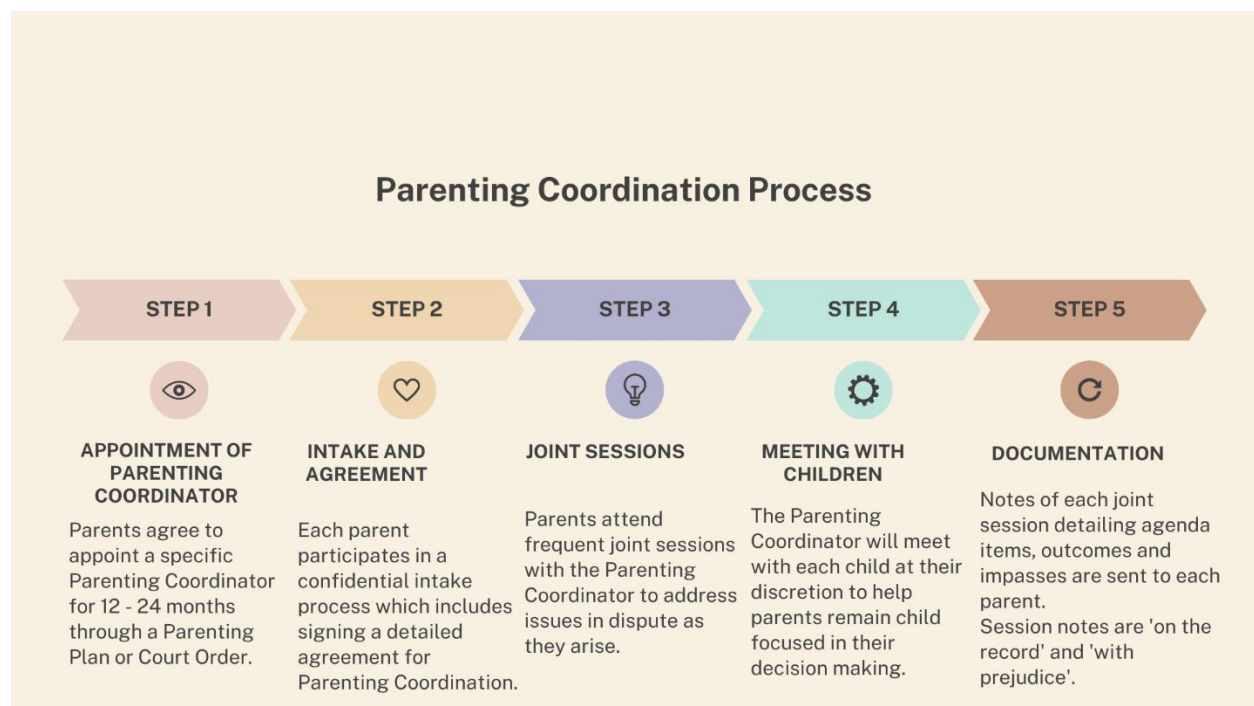 Parenting Coordination Process
STEP 1
STEP 2
STEP 3
STEP 4
STEP 5
APPOINTMENT OF
PARENTING
COORDINATOR
Parents agree to
appoint a specific
Parenting Coordinator
for 12 - 24 months
through a Parenting
Plan or Court Order.
INTAKE AND
AGREEMENT
Each parent
participates in a
confidential intake
process which includes
signing a detailed
agreement for
Parenting Coordination.
JOINT SESSIONS
Parents attend
frequent joint sessions
with the Parenting
Coordinator to address
issues in dispute as
they arise.
MEETING WITH
CHILDREN
The Parenting
Coordinator will meet
with each child at their
discretion to help
parents remain child
focused in their
decision making.
DOCUMENTATION
Notes of each joint
session detailing agenda
items, outcomes and
impasses are sent to each
parent.
Session notes are 'on the
record' and 'with
prejudice'.